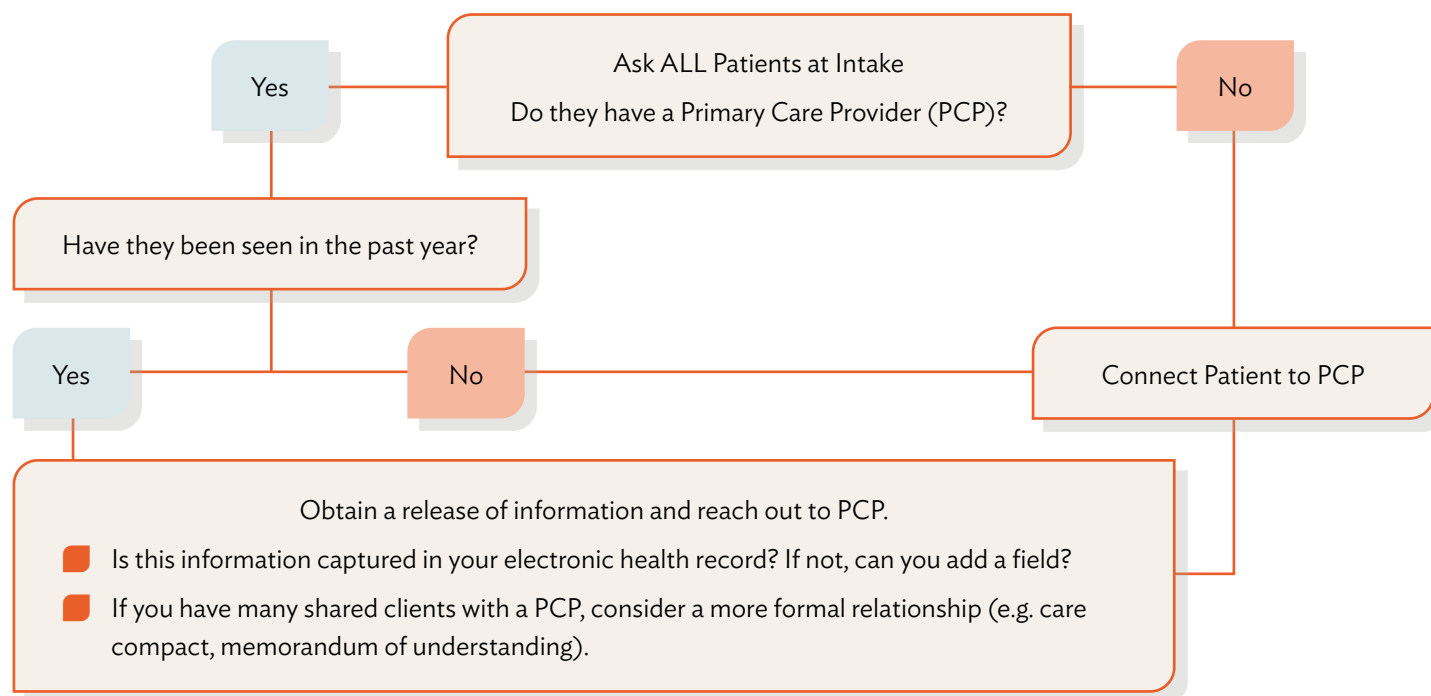 Ask ALL Patients at Intake
Do they have a Primary Care Provider (PCP)?
Yes
No
Have they been seen in the past year?
Yes
No
Connect Patient to PCP
Obtain a release of information and reach out to PCP.
Is this information captured in your electronic health record? If not, can you add a field?
If you have many shared clients with a PCP, consider a more formal relationship (e.g. care
compact, memorandum of understanding).